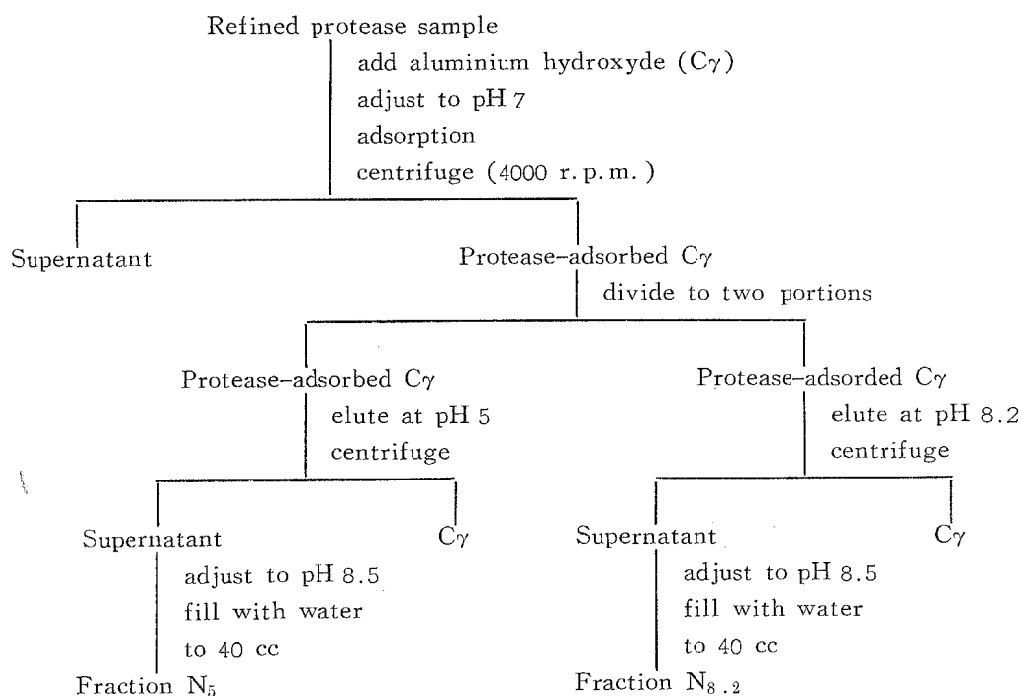 Refined protease sample
add aluminium hydroxyde (Cγ)
adjust to pH 7
adsorption
centrifuge (4000 r.p.m.)
Supernatant
Protease-adsorbed Cγ
divide to two portions
Protease-adsorbed Cγ
elute at pH 5
centrifuge
Supernatant
Cγ
adjust to pH 8.5
fill with water
to 40 cc
Fraction N₅
Protease-adsorded Cγ
elute at pH 8.2
centrifuge
Supernatant
Cγ
adjust to pH 8.5
fill with water
to 40 cc
Fraction N₈.₂